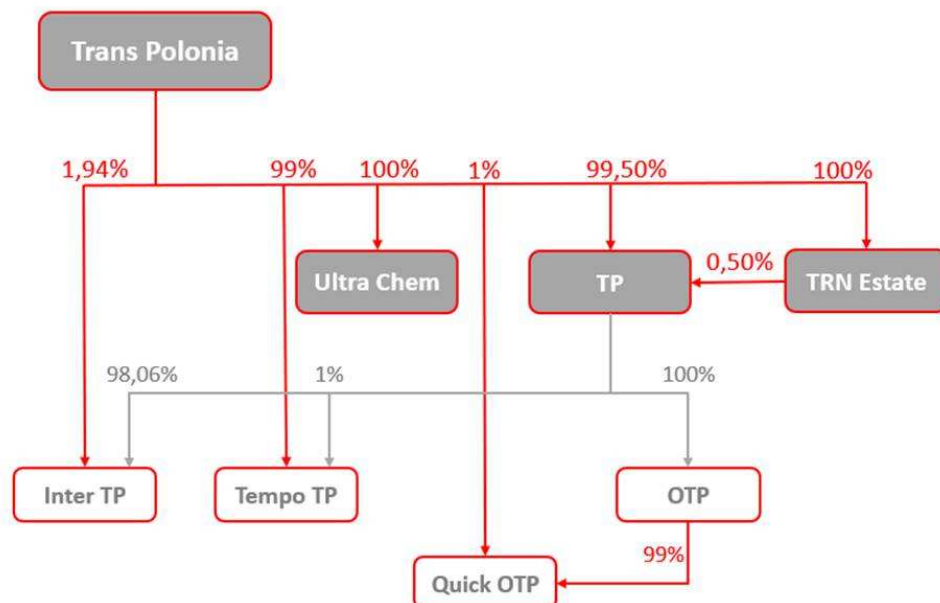 Trans Polonia
1,94%
99%
100%
1%
99,50%
100%
Ultra Chem
TP
0,50%
TRN Estate
98,06%
1%
100%
Inter TP
Tempo TP
OTP
99%
Quick OTP